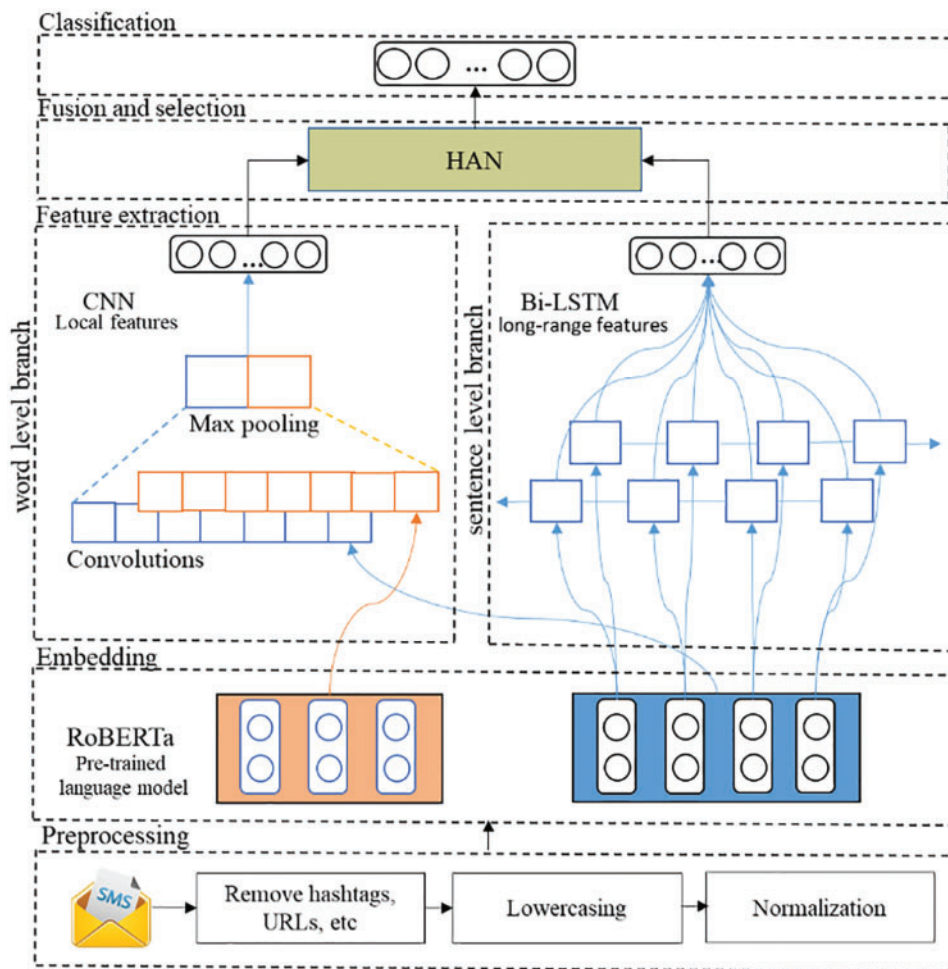 Classification
...
Fusion and selection
HAN
Feature extraction
word level branch
...
CNN
Local features
Max pooling
Convolutions
sentence level branch
...
Bi-LSTM
long-range features
Embedding
RoBERTa
Pre-trained
language model
Preprocessing
SMS
Remove hashtags,
URLs, etc
Lowercasing
Normalization